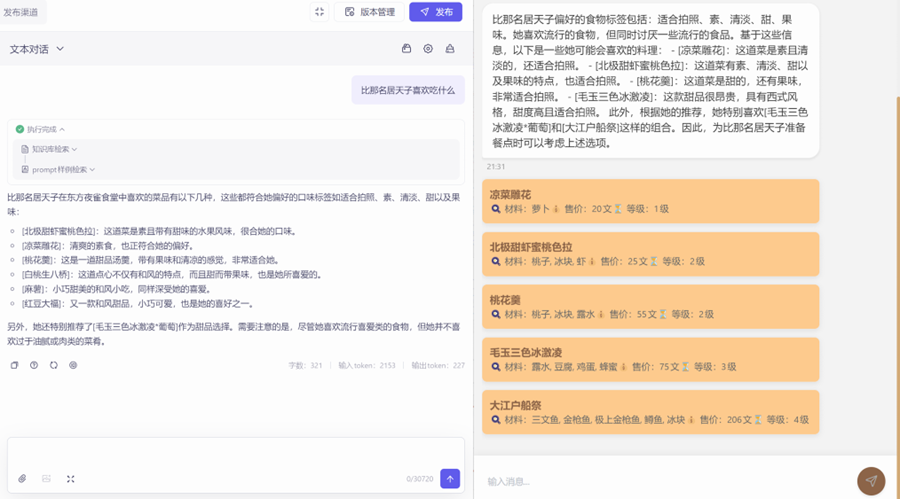 发布渠道
版本管理
发布
文本对话
比那名居天子喜欢吃什么
执行完成
知识库检索
prompt样例检索
比那名居天子在东方夜雀食堂中喜欢的菜品有以下几种，这些都符合她偏好的口味标签如适合拍照、素、清淡、甜以及果
味：
[北极甜虾蜜桃色拉]：这道菜是素且带有甜味的水果风味，很合她的口味。
[凉菜雕花]：清爽的素食，也正符合她的偏好。
[桃花羹]：这是一道甜品汤羹，带有果味和清凉的感觉，非常适合她。
[白桃生八桥]：这道点心不仅有和风的特点，而且甜而带果味，也是她所喜爱的。
[麻薯]：小巧甜美的和风小吃，同样深受她的喜爱。
[红豆大福]：又一款和风甜品，小巧可爱，也是她的喜好之一。
另外，她还特别推荐了[毛玉三色冰激凌*葡萄]作为甜品选择。需要注意的是，尽管她喜欢流行喜爱类的食物，但她并不喜
欢过于油腻或肉类的菜肴。
字数：321 输入token：2153 输出token：227
0/30720
比那名居天子偏好的食物标签包括：适合拍照、素、清淡、甜、果
味。她喜欢流行的食物，但同时讨厌一些流行的食品。基于这些信
息，以下是一些她可能会喜欢的料理： - [凉菜雕花]：这道菜是素且清
淡的，还适合拍照。 - [北极甜虾蜜桃色拉]：这道菜有素、清淡、甜以
及果味的特点，也适合拍照。 - [桃花羹]：这道菜是甜的，还有果味，
非常适合拍照。 - [毛玉三色冰激凌]：这款甜品很昂贵，具有西式风
格，甜度高且适合拍照。 此外，根据她的推荐，她特别喜欢[毛玉三色
冰激凌*葡萄]和[大江户船祭]这样的组合。因此，为比那名居天子准备
餐点时可以考虑上述选项。
21:31
凉菜雕花
材料：萝卜 售价：20文 等级：1级
北极甜虾蜜桃色拉
材料：桃子, 冰块, 虾 售价：25文 等级：2级
桃花羹
材料：桃子, 冰块, 露水 售价：55文 等级：2级
毛玉三色冰激凌
材料：露水, 豆腐, 鸡蛋, 蜂蜜 售价：75文 等级：3级
大江户船祭
材料：三文鱼, 金枪鱼, 极上金枪鱼, 鳟鱼, 冰块 售价：206文 等级：4级
输入消息...